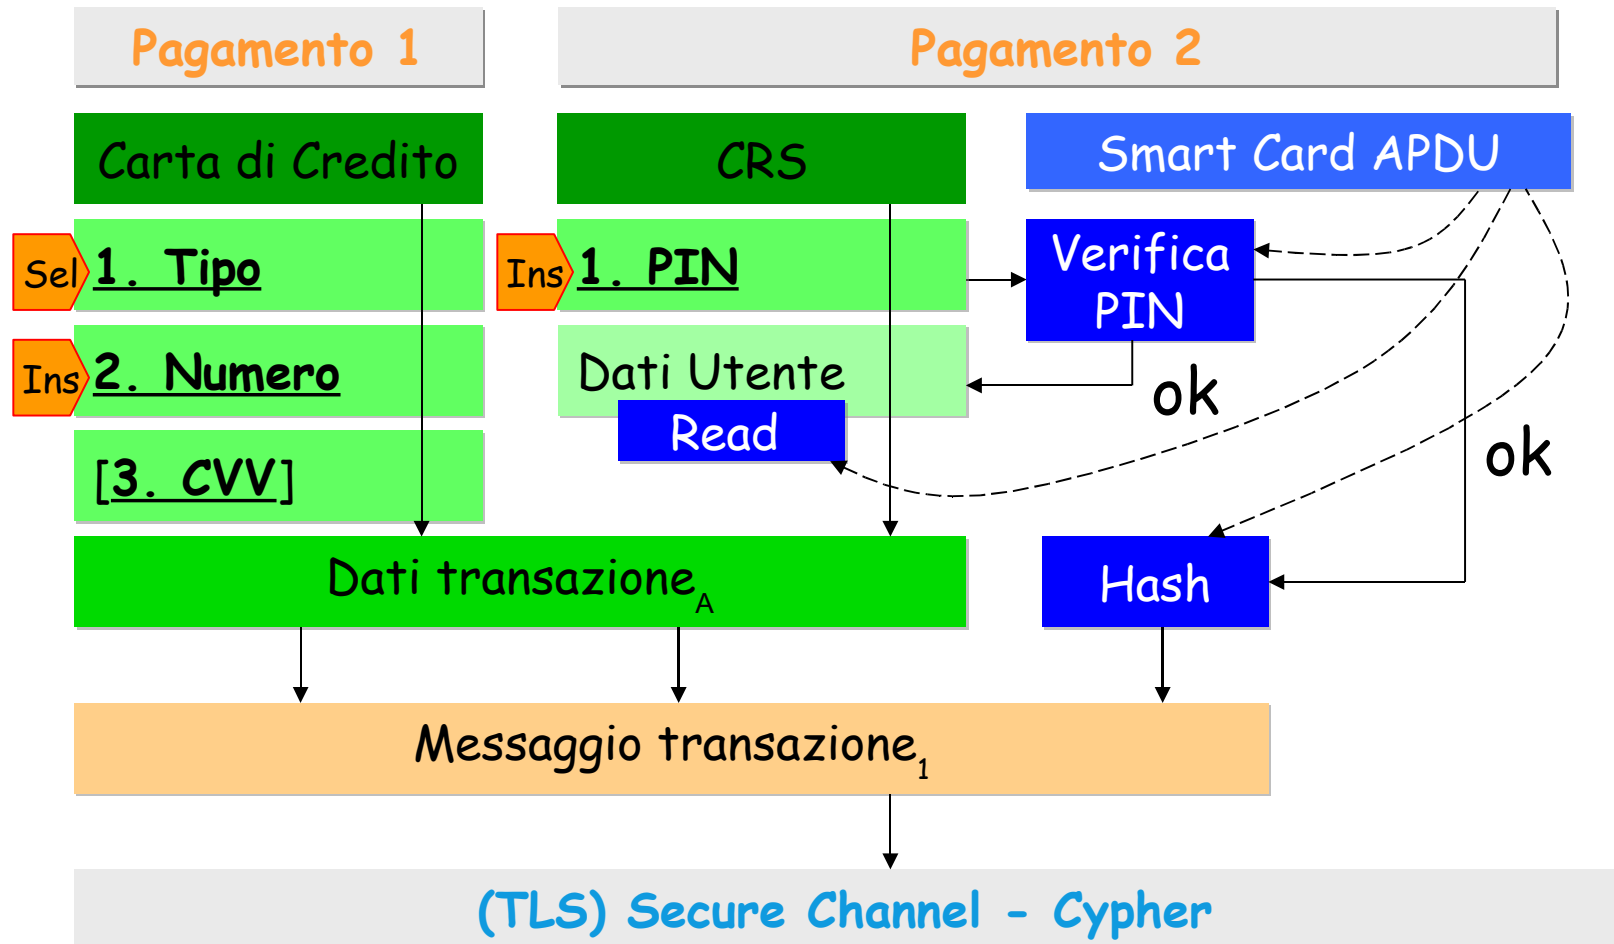 Pagamento 1
Pagamento 2
Carta di Credito
CRS
Smart Card APDU
Sel
1. Tipo
Ins
1. PIN
Verifica
PIN
Ins
2. Numero
Dati Utente
ok
Read
[3. CVV]
ok
Dati transazioneA
Hash
Messaggio transazione1
(TLS) Secure Channel - Cypher